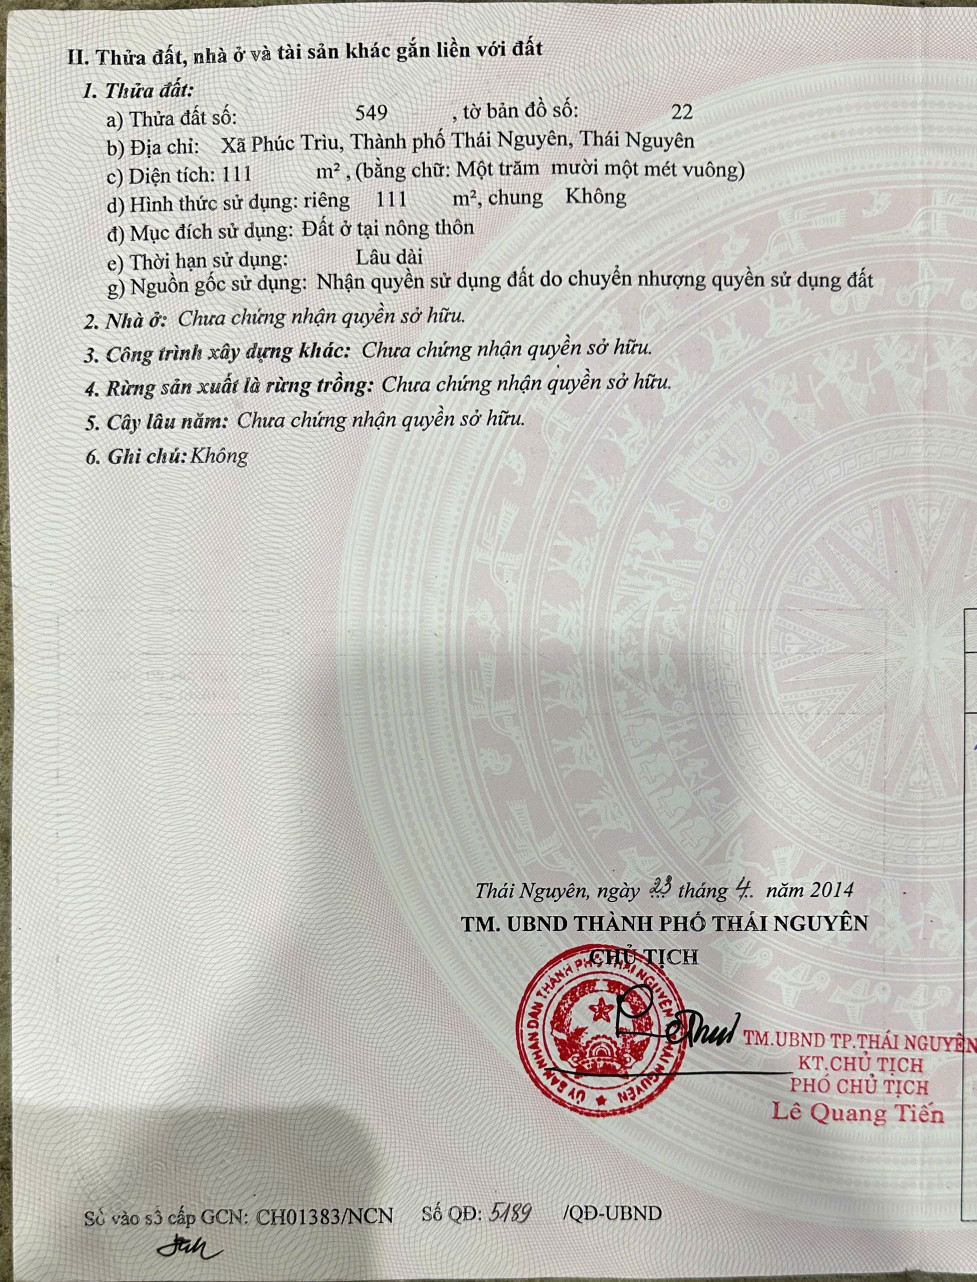 II. Thửa đất, nhà ở và tài sản khác gắn liền với đất
1. Thửa đất:
a) Thửa đất số: 549 , tờ bản đồ số: 22
b) Địa chỉ: Xã Phúc Trìu, Thành phố Thái Nguyên, Thái Nguyên
c) Diện tích: 111 m² , (bằng chữ: Một trăm mười một mét vuông)
d) Hình thức sử dụng: riêng 111 m², chung Không
đ) Mục đích sử dụng: Đất ở tại nông thôn
e) Thời hạn sử dụng: Lâu dài
g) Nguồn gốc sử dụng: Nhận quyền sử dụng đất do chuyển nhượng quyền sử dụng đất
2. Nhà ở: Chưa chứng nhận quyền sở hữu.
3. Công trình xây dựng khác: Chưa chứng nhận quyền sở hữu.
4. Rừng sản xuất là rừng trồng: Chưa chứng nhận quyền sở hữu.
5. Cây lâu năm: Chưa chứng nhận quyền sở hữu.
6. Ghi chú: Không
Thái Nguyên, ngày 23 tháng 4 năm 2014
TM. UBND THÀNH PHỐ THÁI NGUYÊN
CHỦ TỊCH
ỦY BAN NHÂN DÂN THÀNH PHỐ THÁI NGUYÊN
TM.UBND TP.THÁI NGUYÊN
KT.CHỦ TỊCH
PHÓ CHỦ TỊCH
Lê Quang Tiến
Số vào sổ cấp GCN: CH01383/NCN Số QĐ: 5189 /QĐ-UBND